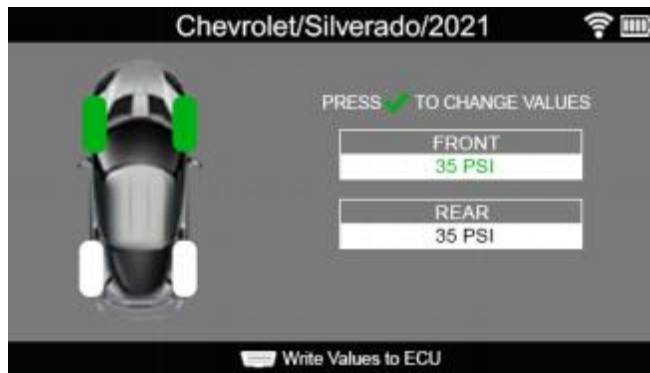 Chevrolet/Silverado/2021
PRESS TO CHANGE VALUES
FRONT
35 PSI
REAR
35 PSI
Write Values to ECU